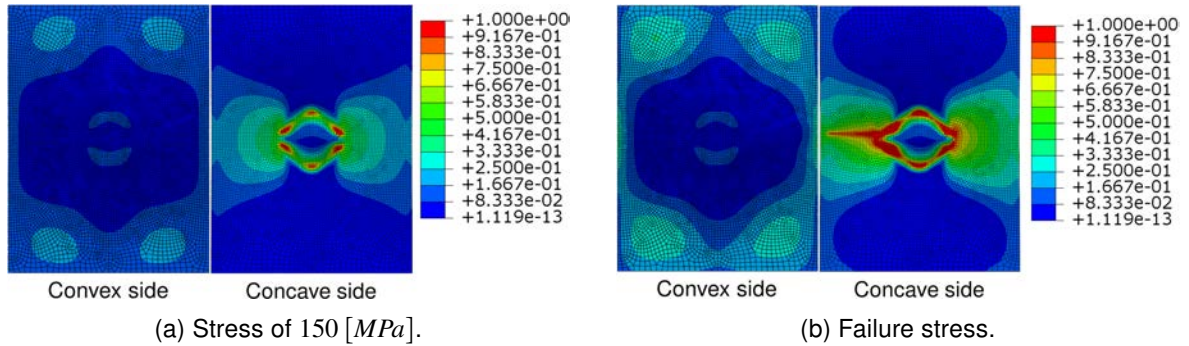 +1.000e+00
+9.167e-01
+8.333e-01
+7.500e-01
+6.667e-01
+5.833e-01
+5.000e-01
+4.167e-01
+3.333e-01
+2.500e-01
+1.667e-01
+8.333e-02
+1.119e-13
Convex side
Concave side
(a) Stress of 150 [MPa].
+1.000e+00
+9.167e-01
+8.333e-01
+7.500e-01
+6.667e-01
+5.833e-01
+5.000e-01
+4.167e-01
+3.333e-01
+2.500e-01
+1.667e-01
+8.333e-02
+1.119e-13
Convex side
Concave side
(b) Failure stress.